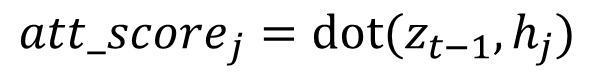 att_score_j = dot(z_{t−1}, h_j)